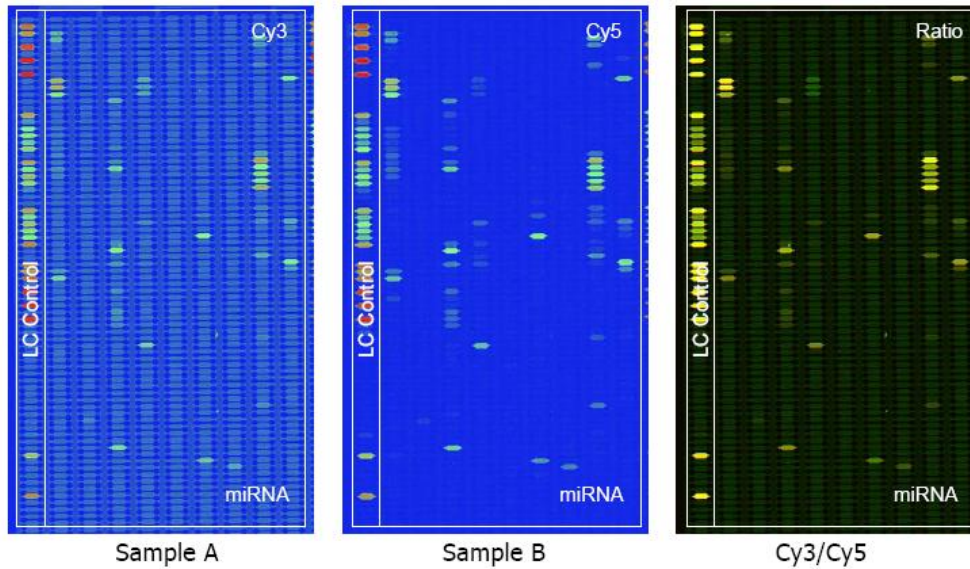 Cy3
LC Control
miRNA
Sample A
Cy5
LC Control
miRNA
Sample B
Ratio
LC Control
miRNA
Cy3/Cy5